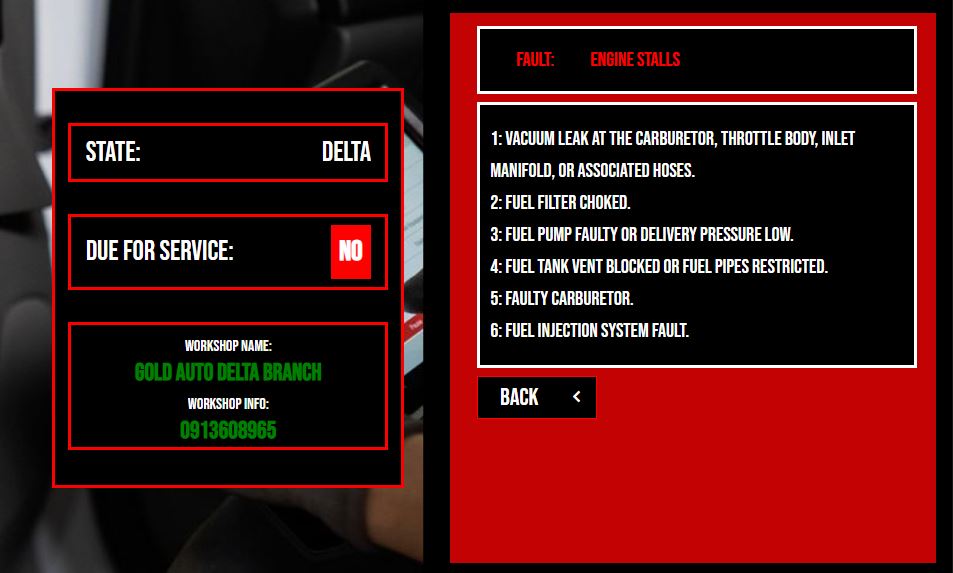 STATE: DELTA
DUE FOR SERVICE: NO
WORKSHOP NAME:
GOLD AUTO DELTA BRANCH
WORKSHOP INFO:
0913608965
FAULT: ENGINE STALLS
1: VACUUM LEAK AT THE CARBURETOR, THROTTLE BODY, INLET
MANIFOLD, OR ASSOCIATED HOSES.
2: FUEL FILTER CHOKED.
3: FUEL PUMP FAULTY OR DELIVERY PRESSURE LOW.
4: FUEL TANK VENT BLOCKED OR FUEL PIPES RESTRICTED.
5: FAULTY CARBURETOR.
6: FUEL INJECTION SYSTEM FAULT.
BACK <